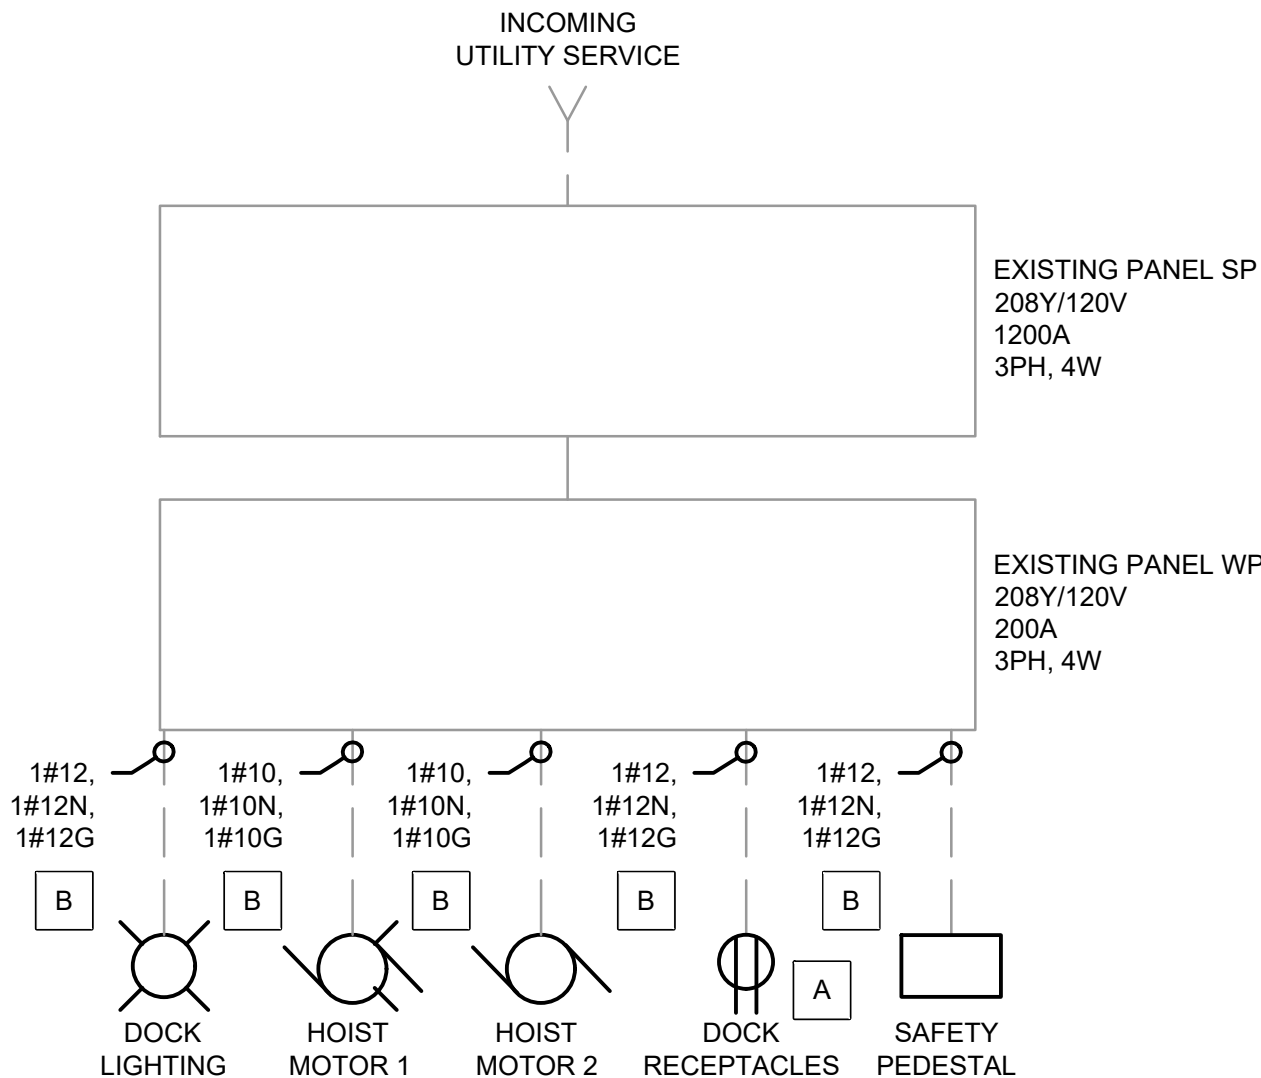 INCOMING
UTILITY SERVICE
EXISTING PANEL SP
208Y/120V
1200A
3PH, 4W
EXISTING PANEL WP
208Y/120V
200A
3PH, 4W
1#12,
1#12N,
1#12G
1#10,
1#10N,
1#10G
1#10,
1#10N,
1#10G
1#12,
1#12N,
1#12G
1#12,
1#12N,
1#12G
B
B
B
B
B
A
DOCK
LIGHTING
HOIST
MOTOR 1
HOIST
MOTOR 2
DOCK
RECEPTACLES
SAFETY
PEDESTAL